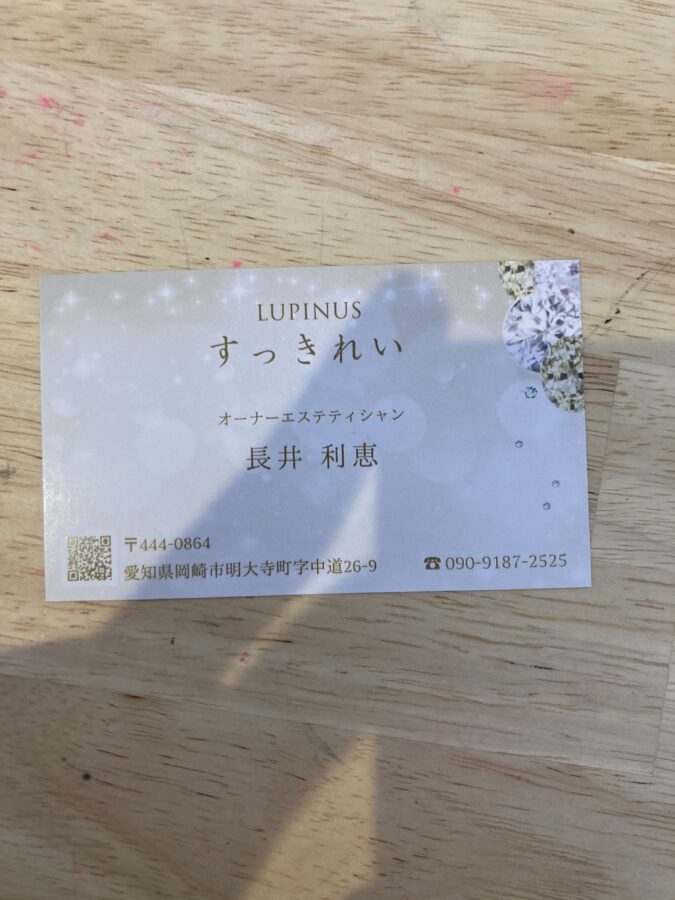 LUPINUS
すっきれい
オーナーエステティシャン
長井 利恵
〒444-0864
愛知県岡崎市明大寺町字中道26-9
☎ 090-9187-2525